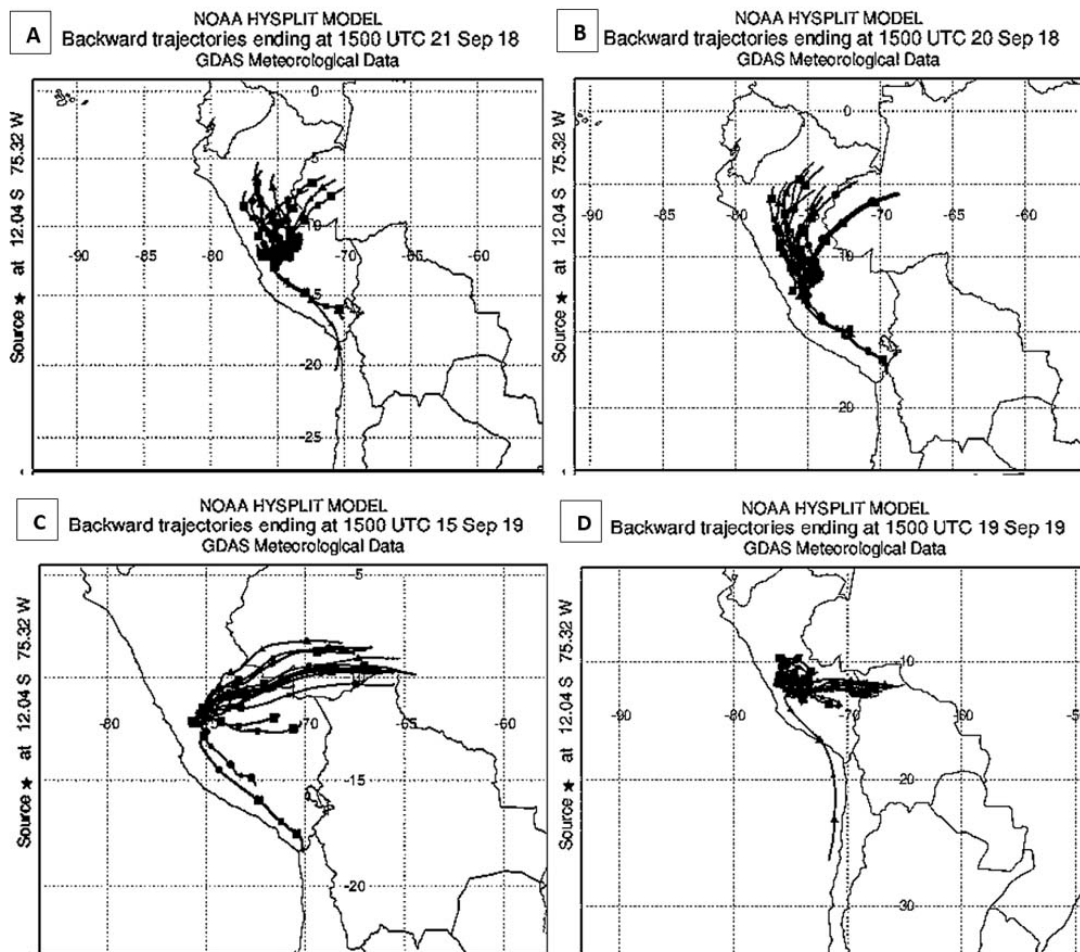 A
NOAA HYSPLIT MODEL
Backward trajectories ending at 1500 UTC 21 Sep 18
GDAS Meteorological Data
Source ★ at 12.04 S 75.32 W
0
-80
-5
-10
-90
-85
-80
-70
-60
-15
-20
-25
B
NOAA HYSPLIT MODEL
Backward trajectories ending at 1500 UTC 20 Sep 18
GDAS Meteorological Data
Source ★ at 12.04 S 75.32 W
0
-90
-85
-80
-70
-65
-60
-10
-20
C
NOAA HYSPLIT MODEL
Backward trajectories ending at 1500 UTC 15 Sep 19
GDAS Meteorological Data
Source ★ at 12.04 S 75.32 W
-5
-80
-70
-65
-60
-15
-20
D
NOAA HYSPLIT MODEL
Backward trajectories ending at 1500 UTC 19 Sep 19
GDAS Meteorological Data
Source ★ at 12.04 S 75.32 W
-10
-90
-80
-70
-60
-20
-30